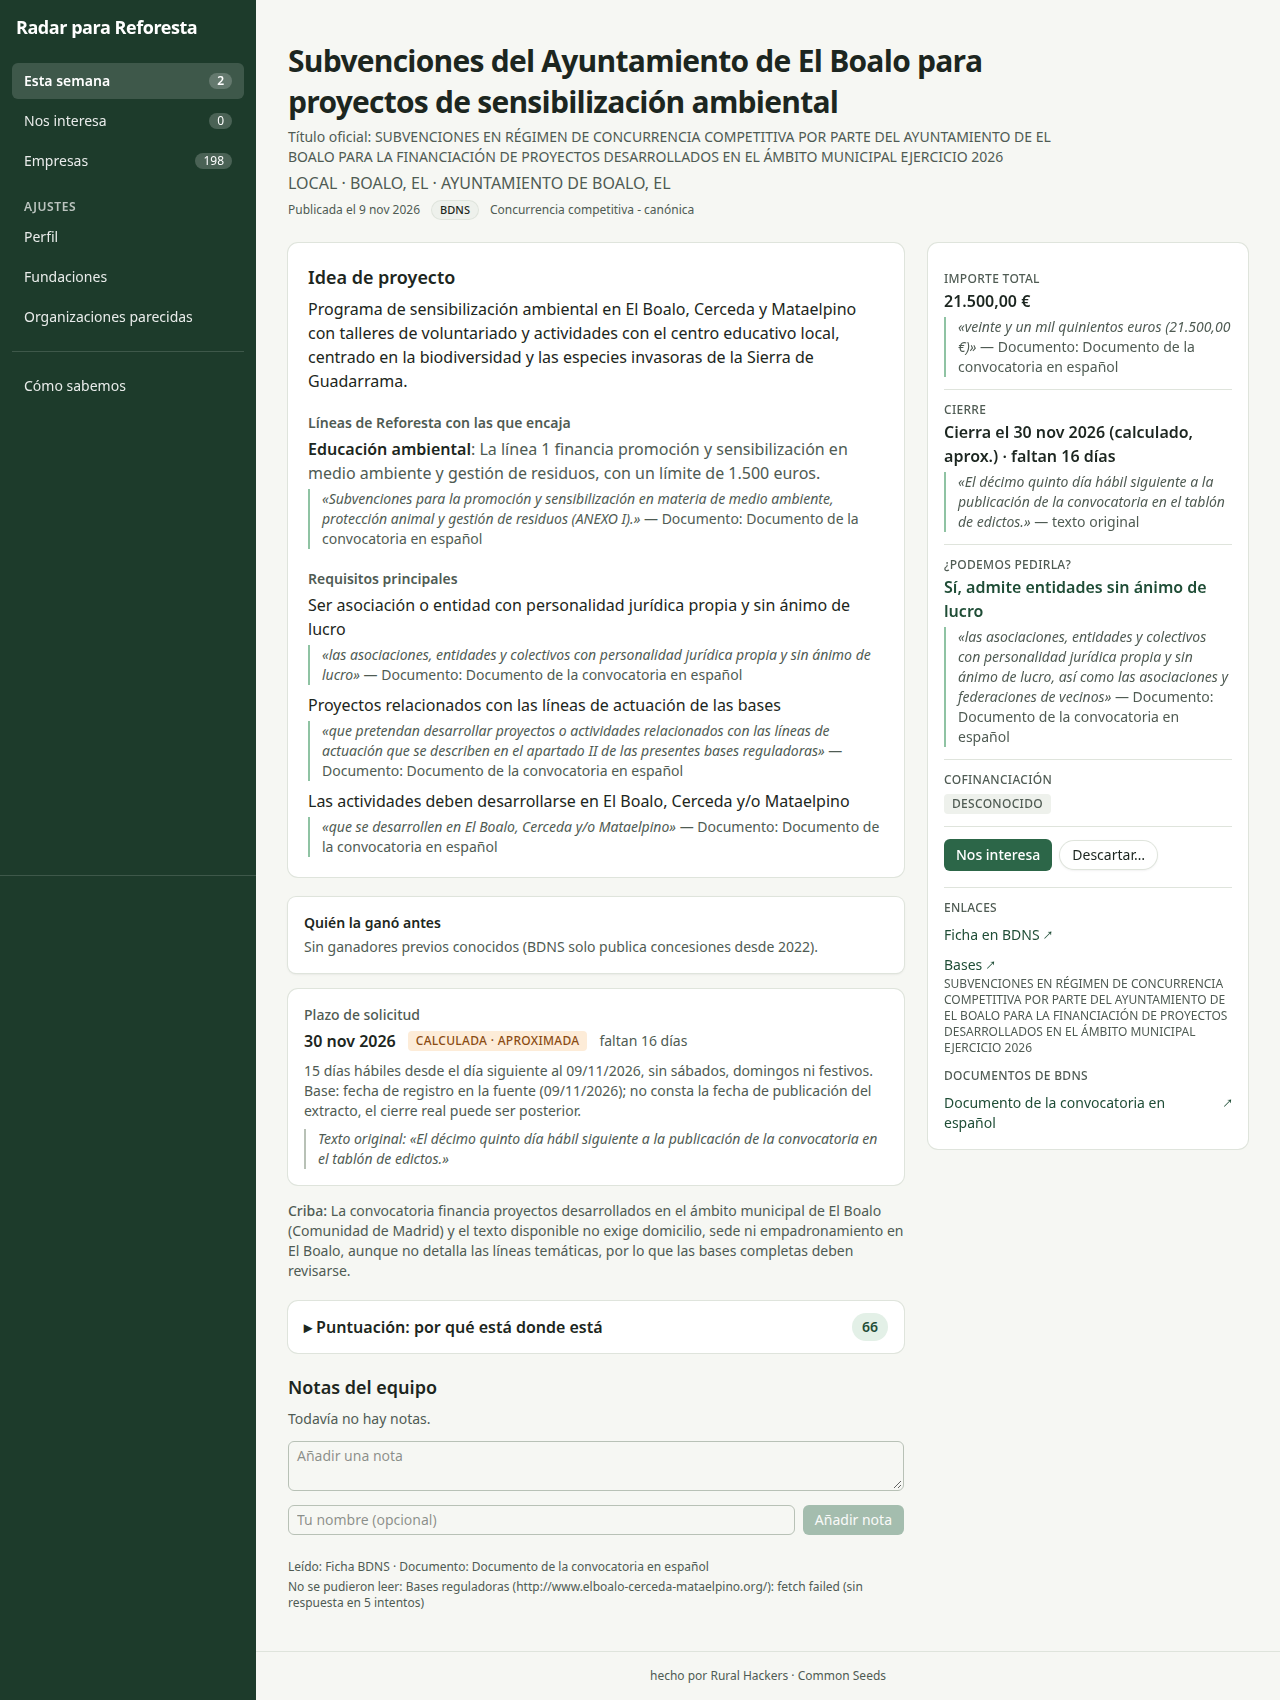 Radar para Reforesta
Esta semana 2
Nos interesa 0
Empresas 198
AJUSTES
Perfil
Fundaciones
Organizaciones parecidas
Cómo sabemos
Subvenciones del Ayuntamiento de El Boalo para
proyectos de sensibilización ambiental
Título oficial: SUBVENCIONES EN RÉGIMEN DE CONCURRENCIA COMPETITIVA POR PARTE DEL AYUNTAMIENTO DE EL
BOALO PARA LA FINANCIACIÓN DE PROYECTOS DESARROLLADOS EN EL ÁMBITO MUNICIPAL EJERCICIO 2026
LOCAL · BOALO, EL · AYUNTAMIENTO DE BOALO, EL
Publicada el 9 nov 2026 BDNS Concurrencia competitiva - canónica
Idea de proyecto
Programa de sensibilización ambiental en El Boalo, Cerceda y Mataelpino
con talleres de voluntariado y actividades con el centro educativo local,
centrado en la biodiversidad y las especies invasoras de la Sierra de
Guadarrama.
Líneas de Reforesta con las que encaja
Educación ambiental: La línea 1 financia promoción y sensibilización en
medio ambiente y gestión de residuos, con un límite de 1.500 euros.
«Subvenciones para la promoción y sensibilización en materia de medio ambiente,
protección animal y gestión de residuos (ANEXO I).» — Documento: Documento de la
convocatoria en español
Requisitos principales
Ser asociación o entidad con personalidad jurídica propia y sin ánimo de
lucro
«las asociaciones, entidades y colectivos con personalidad jurídica propia y sin ánimo de
lucro» — Documento: Documento de la convocatoria en español
Proyectos relacionados con las líneas de actuación de las bases
«que pretendan desarrollar proyectos o actividades relacionados con las líneas de
actuación que se describen en el apartado II de las presentes bases reguladoras» —
Documento: Documento de la convocatoria en español
Las actividades deben desarrollarse en El Boalo, Cerceda y/o Mataelpino
«que se desarrollen en El Boalo, Cerceda y/o Mataelpino» — Documento: Documento de
la convocatoria en español
Quién la ganó antes
Sin ganadores previos conocidos (BDNS solo publica concesiones desde 2022).
Plazo de solicitud
30 nov 2026 CALCULADA · APROXIMADA faltan 16 días
15 días hábiles desde el día siguiente al 09/11/2026, sin sábados, domingos ni festivos.
Base: fecha de registro en la fuente (09/11/2026); no consta la fecha de publicación del
extracto, el cierre real puede ser posterior.
Texto original: «El décimo quinto día hábil siguiente a la publicación de la convocatoria en
el tablón de edictos.»
Criba: La convocatoria financia proyectos desarrollados en el ámbito municipal de El Boalo
(Comunidad de Madrid) y el texto disponible no exige domicilio, sede ni empadronamiento en
El Boalo, aunque no detalla las líneas temáticas, por lo que las bases completas deben
revisarse.
▸ Puntuación: por qué está donde está 66
Notas del equipo
Todavía no hay notas.
Añadir una nota
Tu nombre (opcional) Añadir nota
Leído: Ficha BDNS · Documento: Documento de la convocatoria en español
No se pudieron leer: Bases reguladoras (http://www.elboalo-cerceda-mataelpino.org/): fetch failed (sin
respuesta en 5 intentos)
IMPORTE TOTAL
21.500,00 €
«veinte y un mil quinientos euros (21.500,00
€)» — Documento: Documento de la
convocatoria en español
CIERRE
Cierra el 30 nov 2026 (calculado,
aprox.) · faltan 16 días
«El décimo quinto día hábil siguiente a la
publicación de la convocatoria en el tablón
de edictos.» — texto original
¿PODEMOS PEDIRLA?
Sí, admite entidades sin ánimo de
lucro
«las asociaciones, entidades y colectivos
con personalidad jurídica propia y sin
ánimo de lucro, así como las asociaciones y
federaciones de vecinos» — Documento:
Documento de la convocatoria en
español
COFINANCIACIÓN
DESCONOCIDO
Nos interesa Descartar…
ENLACES
Ficha en BDNS ↗
Bases ↗
SUBVENCIONES EN RÉGIMEN DE CONCURRENCIA
COMPETITIVA POR PARTE DEL AYUNTAMIENTO DE
EL BOALO PARA LA FINANCIACIÓN DE PROYECTOS
DESARROLLADOS EN EL ÁMBITO MUNICIPAL
EJERCICIO 2026
DOCUMENTOS DE BDNS
Documento de la convocatoria en ↗
español
hecho por Rural Hackers · Common Seeds